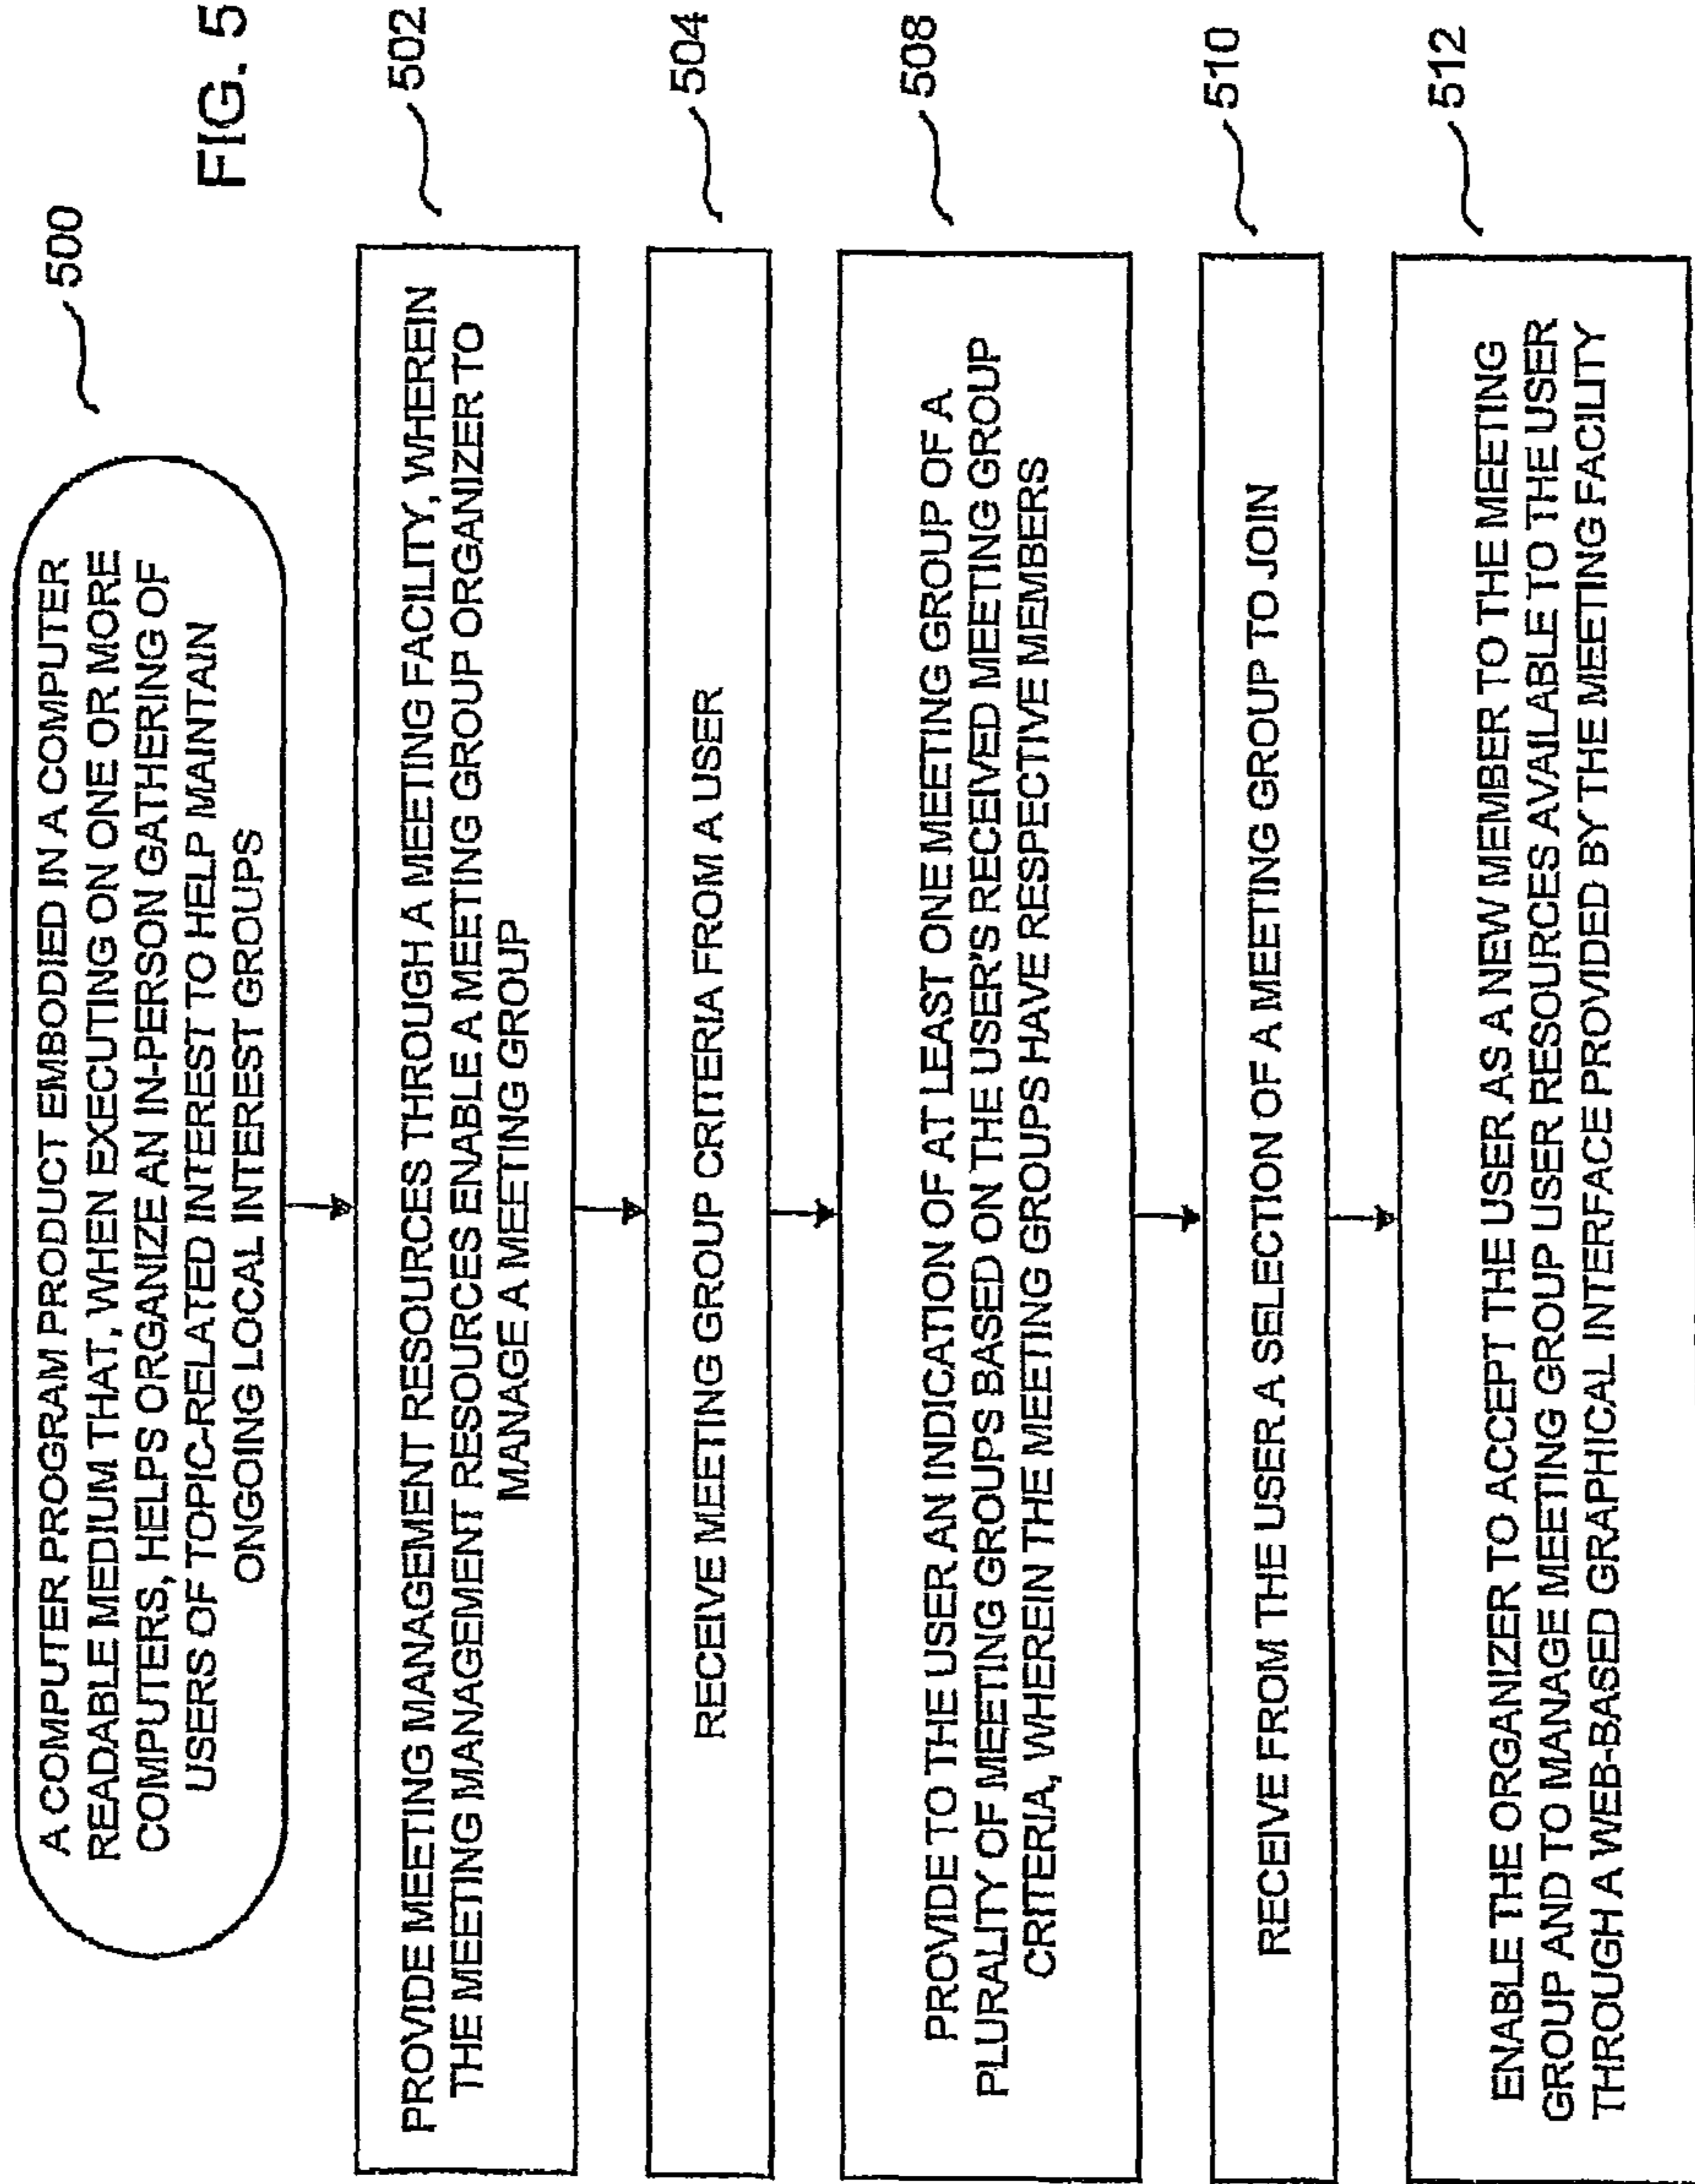 FIG. 5
500
A COMPUTER PROGRAM PRODUCT EMBODIED IN A COMPUTER
READABLE MEDIUM THAT, WHEN EXECUTING ON ONE OR MORE
COMPUTERS, HELPS ORGANIZE AN IN-PERSON GATHERING OF
USERS OF TOPIC-RELATED INTEREST TO HELP MAINTAIN
ONGOING LOCAL INTEREST GROUPS
502
PROVIDE MEETING MANAGEMENT RESOURCES THROUGH A MEETING FACILITY, WHEREIN
THE MEETING MANAGEMENT RESOURCES ENABLE A MEETING GROUP ORGANIZER TO
MANAGE A MEETING GROUP
504
RECEIVE MEETING GROUP CRITERIA FROM A USER
508
PROVIDE TO THE USER AN INDICATION OF AT LEAST ONE MEETING GROUP OF A
PLURALITY OF MEETING GROUPS BASED ON THE USER'S RECEIVED MEETING GROUP
CRITERIA, WHEREIN THE MEETING GROUPS HAVE RESPECTIVE MEMBERS
510
RECEIVE FROM THE USER A SELECTION OF A MEETING GROUP TO JOIN
512
ENABLE THE ORGANIZER TO ACCEPT THE USER AS A NEW MEMBER TO THE MEETING
GROUP AND TO MANAGE MEETING GROUP USER RESOURCES AVAILABLE TO THE USER
THROUGH A WEB-BASED GRAPHICAL INTERFACE PROVIDED BY THE MEETING FACILITY